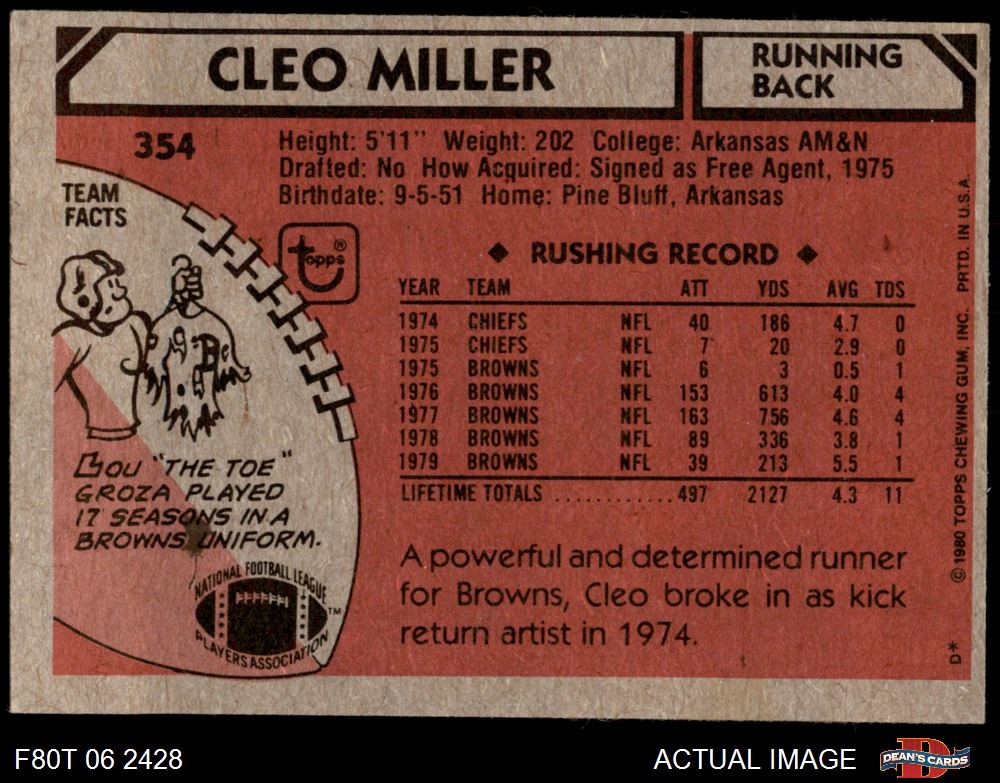 CLEO MILLER
RUNNING
BACK
354
Height: 5'11" Weight: 202 College: Arkansas AM&N
Drafted: No How Acquired: Signed as Free Agent, 1975
Birthdate: 9-5-51 Home: Pine Bluff, Arkansas
TEAM
FACTS
topps ®
◆ RUSHING RECORD ◆
YEAR TEAM ATT YDS AVG TDS
1974 CHIEFS NFL 40 186 4.7 0
1975 CHIEFS NFL 7 20 2.9 0
1975 BROWNS NFL 6 3 0.5 1
1976 BROWNS NFL 153 613 4.0 4
1977 BROWNS NFL 163 756 4.6 4
1978 BROWNS NFL 89 336 3.8 1
1979 BROWNS NFL 39 213 5.5 1
LIFETIME TOTALS ............ 497 2127 4.3 11
LOU "THE TOE"
GROZA PLAYED
17 SEASONS IN A
BROWNS UNIFORM.
NATIONAL FOOTBALL LEAGUE
PLAYERS ASSOCIATION
TM
A powerful and determined runner
for Browns, Cleo broke in as kick
return artist in 1974.
© 1980 TOPPS CHEWING GUM, INC. PRTD. IN U.S.A.
D*
F80T 06 2428
ACTUAL IMAGE
DEAN'S CARDS